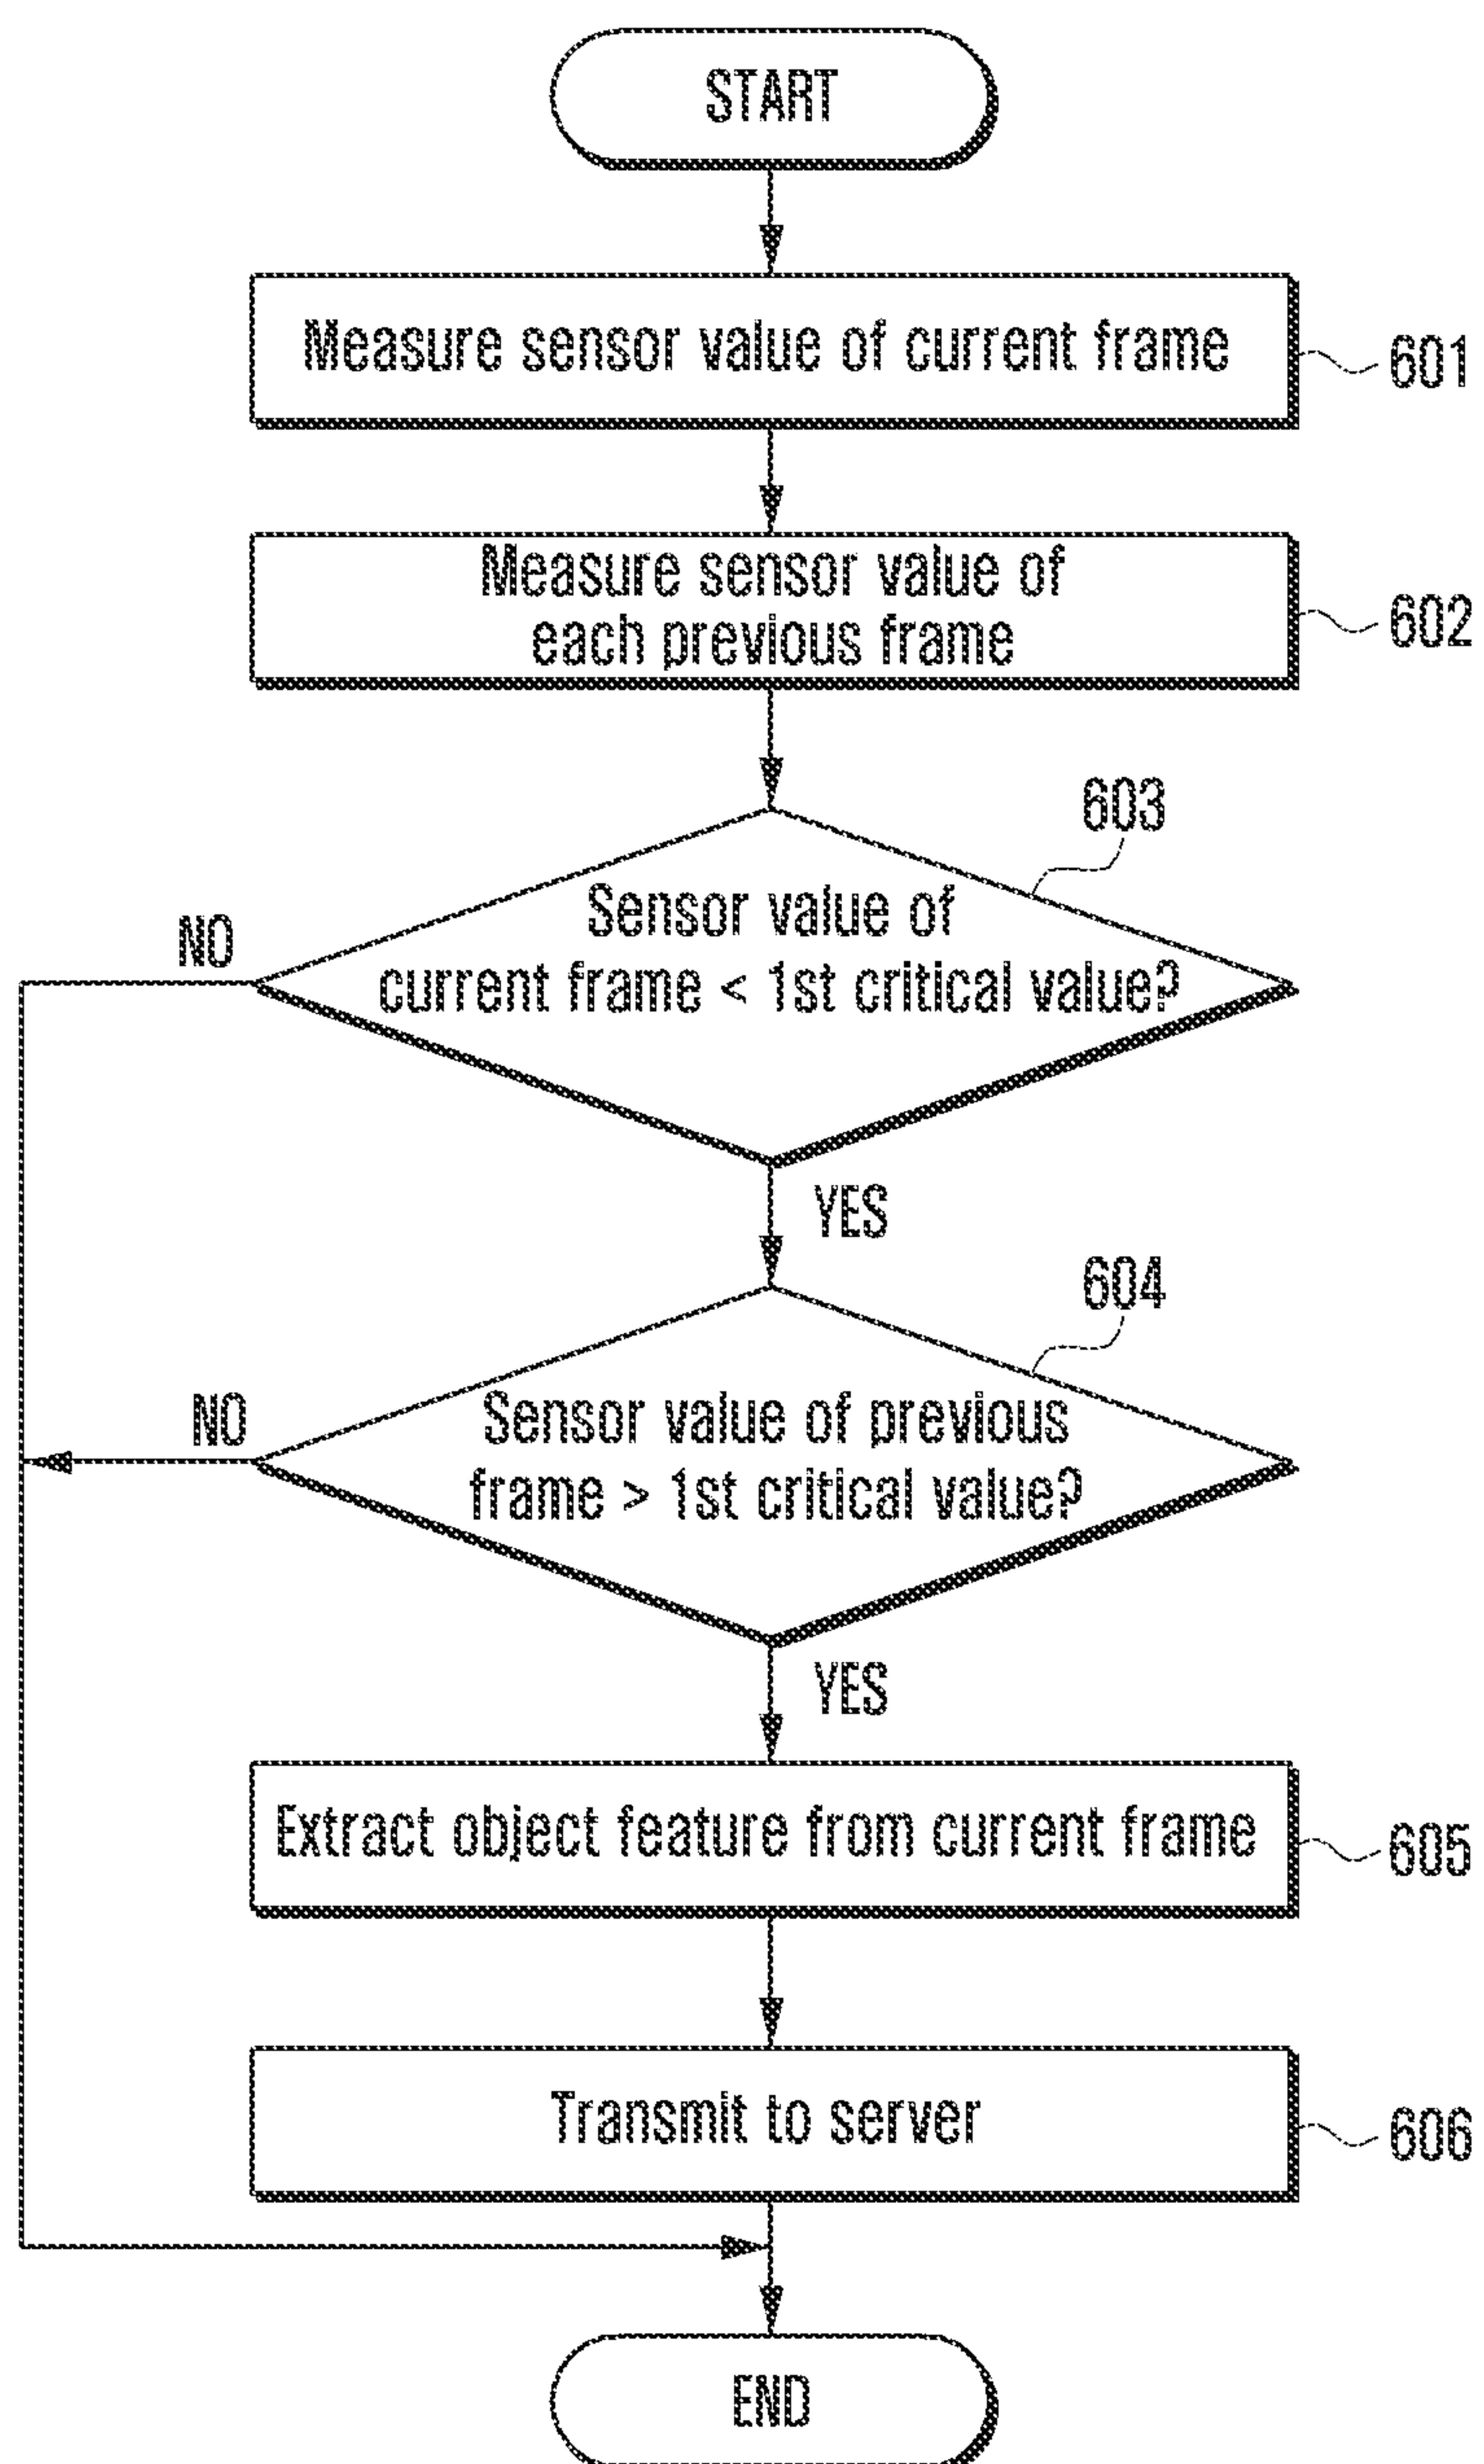 START
Measure sensor value of current frame
601
Measure sensor value of
each previous frame
602
603
Sensor value of
current frame < 1st critical value?
NO
YES
604
Sensor value of previous
frame > 1st critical value?
NO
YES
Extract object feature from current frame
605
Transmit to server
606
END